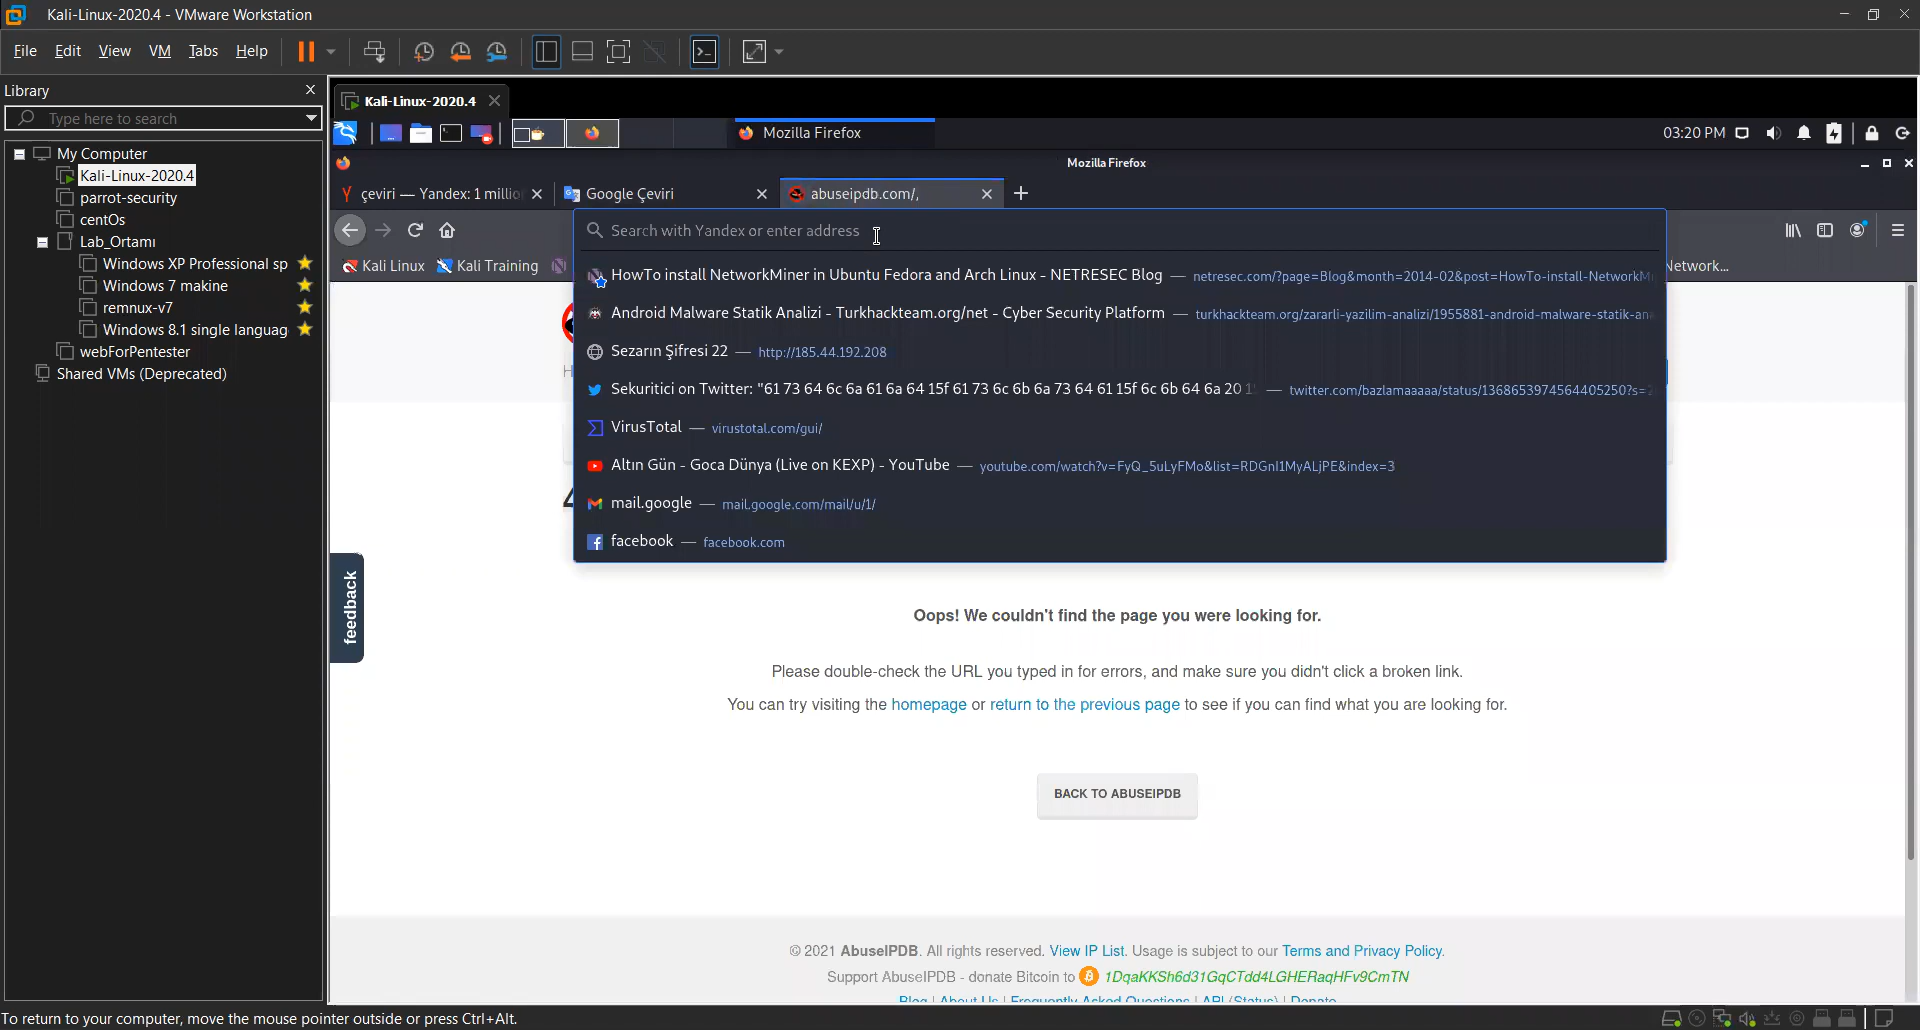 Kali-Linux-2020.4 - VMware Workstation
File Edit View VM Tabs Help
Library
Type here to search
My Computer
Kali-Linux-2020.4
parrot-security
centOs
Lab_Ortamı
Windows XP Professional sp
Windows 7 makine
remnux-v7
Windows 8.1 single languag
webForPentester
Shared VMs (Deprecated)
Kali-Linux-2020.4
Mozilla Firefox
03:20 PM
Mozilla Firefox
çeviri — Yandex: 1 millio
Google Çeviri
abuseipdb.com/,
Search with Yandex or enter address
Kali Linux Kali Training
Network...
HowTo install NetworkMiner in Ubuntu Fedora and Arch Linux - NETRESEC Blog — netresec.com/?page=Blog&month=2014-02&post=HowTo-install-NetworkMi
Android Malware Statik Analizi - Turkhackteam.org/net - Cyber Security Platform — turkhackteam.org/zararli-yazilim-analizi/1955881-android-malware-statik-an
Sezarın Şifresi 22 — http://185.44.192.208
Sekuritici on Twitter: "61 73 64 6c 6a 61 6a 64 15f 61 73 6c 6b 6a 73 64 61 15f 6c 6b 64 6a 20 1 — twitter.com/bazlamaaaaa/status/1368653974564405250?s=2
VirusTotal — virustotal.com/gui/
Altın Gün - Goca Dünya (Live on KEXP) - YouTube — youtube.com/watch?v=FyQ_5uLyFMo&list=RDGnI1MyALjPE&index=3
mail.google — mail.google.com/mail/u/1/
facebook — facebook.com
feedback
Oops! We couldn't find the page you were looking for.
Please double-check the URL you typed in for errors, and make sure you didn't click a broken link.
You can try visiting the homepage or return to the previous page to see if you can find what you are looking for.
BACK TO ABUSEIPDB
© 2021 AbuseIPDB. All rights reserved. View IP List. Usage is subject to our Terms and Privacy Policy.
Support AbuseIPDB - donate Bitcoin to 1DqaKKSh6d31GqCTdd4LGHERaqHFv9CmTN
Blog | About Us | Frequently Asked Questions | API (Status) | Donate
To return to your computer, move the mouse pointer outside or press Ctrl+Alt.